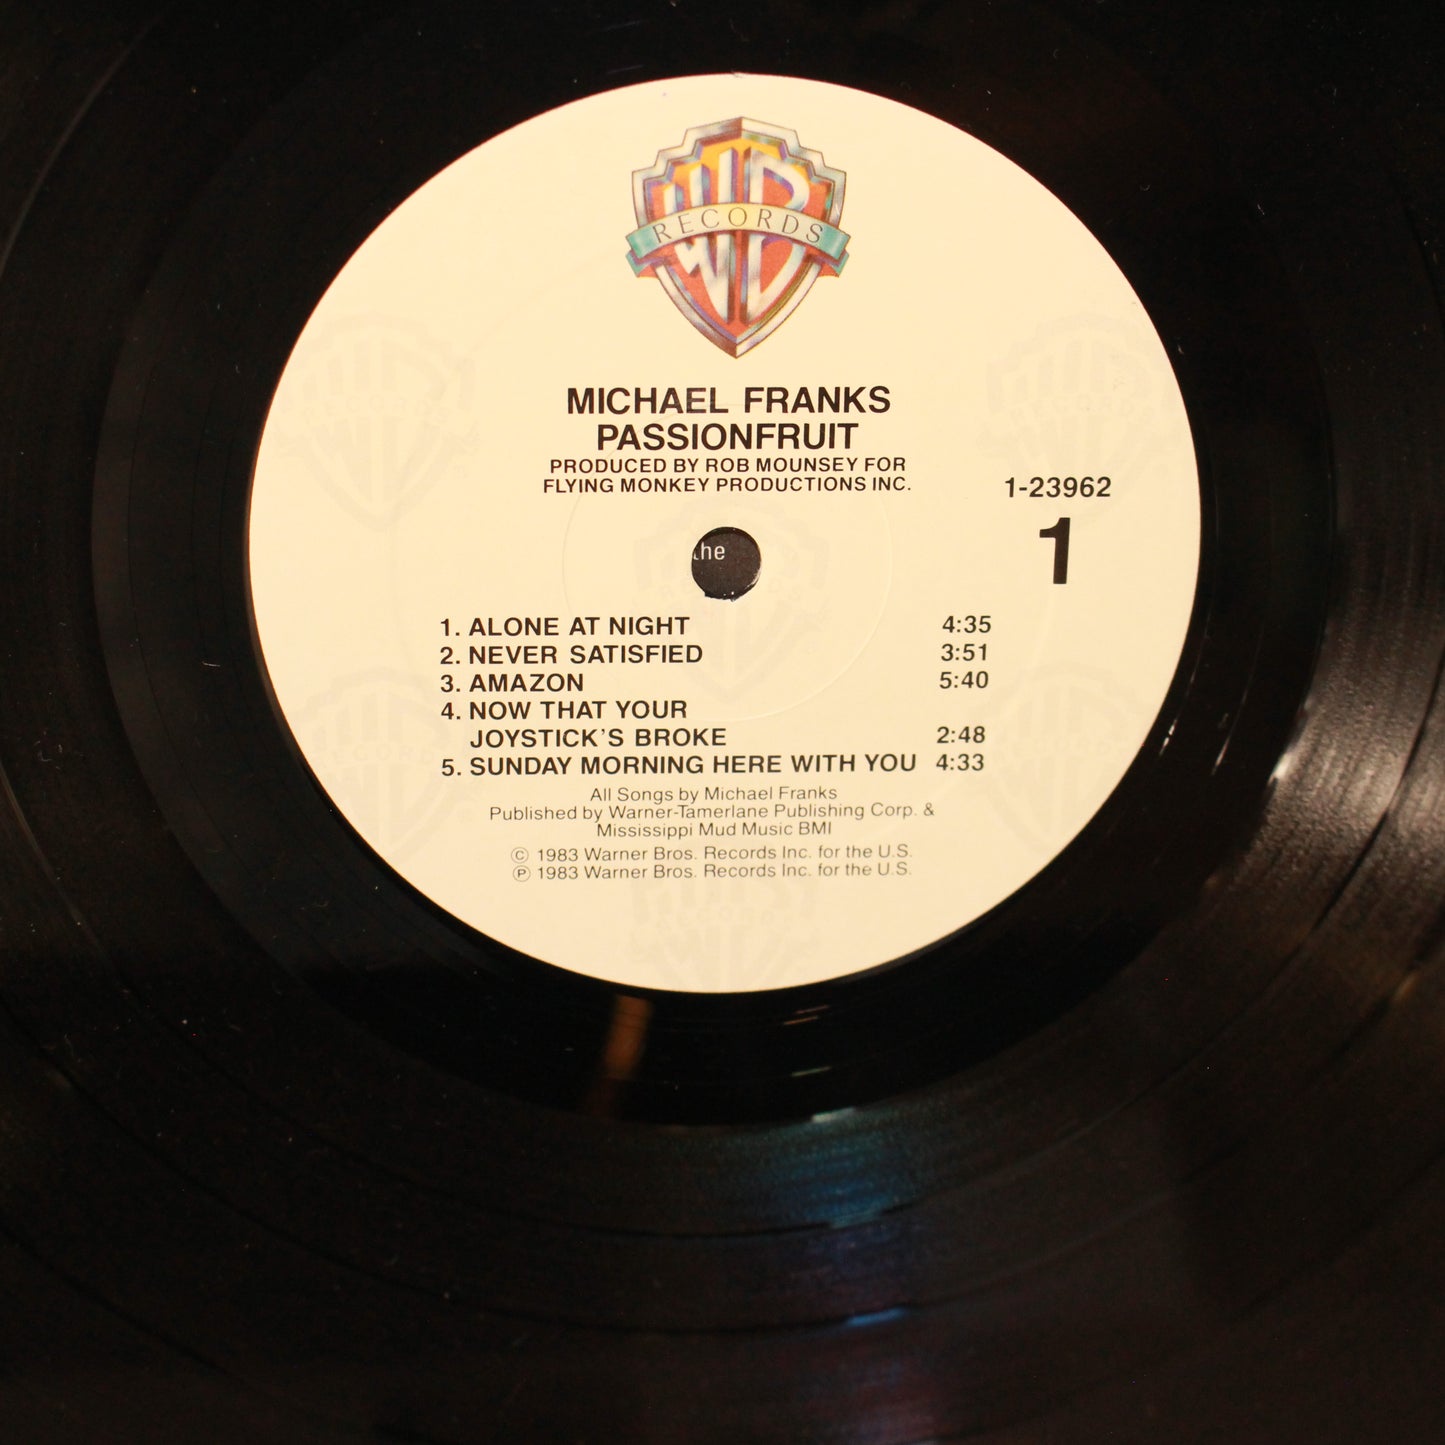 WB
RECORDS
MICHAEL FRANKS
PASSIONFRUIT
PRODUCED BY ROB MOUNSEY FOR
FLYING MONKEY PRODUCTIONS INC.
1-23962
1
the
1. ALONE AT NIGHT 4:35
2. NEVER SATISFIED 3:51
3. AMAZON 5:40
4. NOW THAT YOUR
JOYSTICK'S BROKE 2:48
5. SUNDAY MORNING HERE WITH YOU 4:33
All Songs by Michael Franks
Published by Warner-Tamerlane Publishing Corp. &
Mississippi Mud Music BMI
© 1983 Warner Bros. Records Inc. for the U.S.
℗ 1983 Warner Bros. Records Inc. for the U.S.